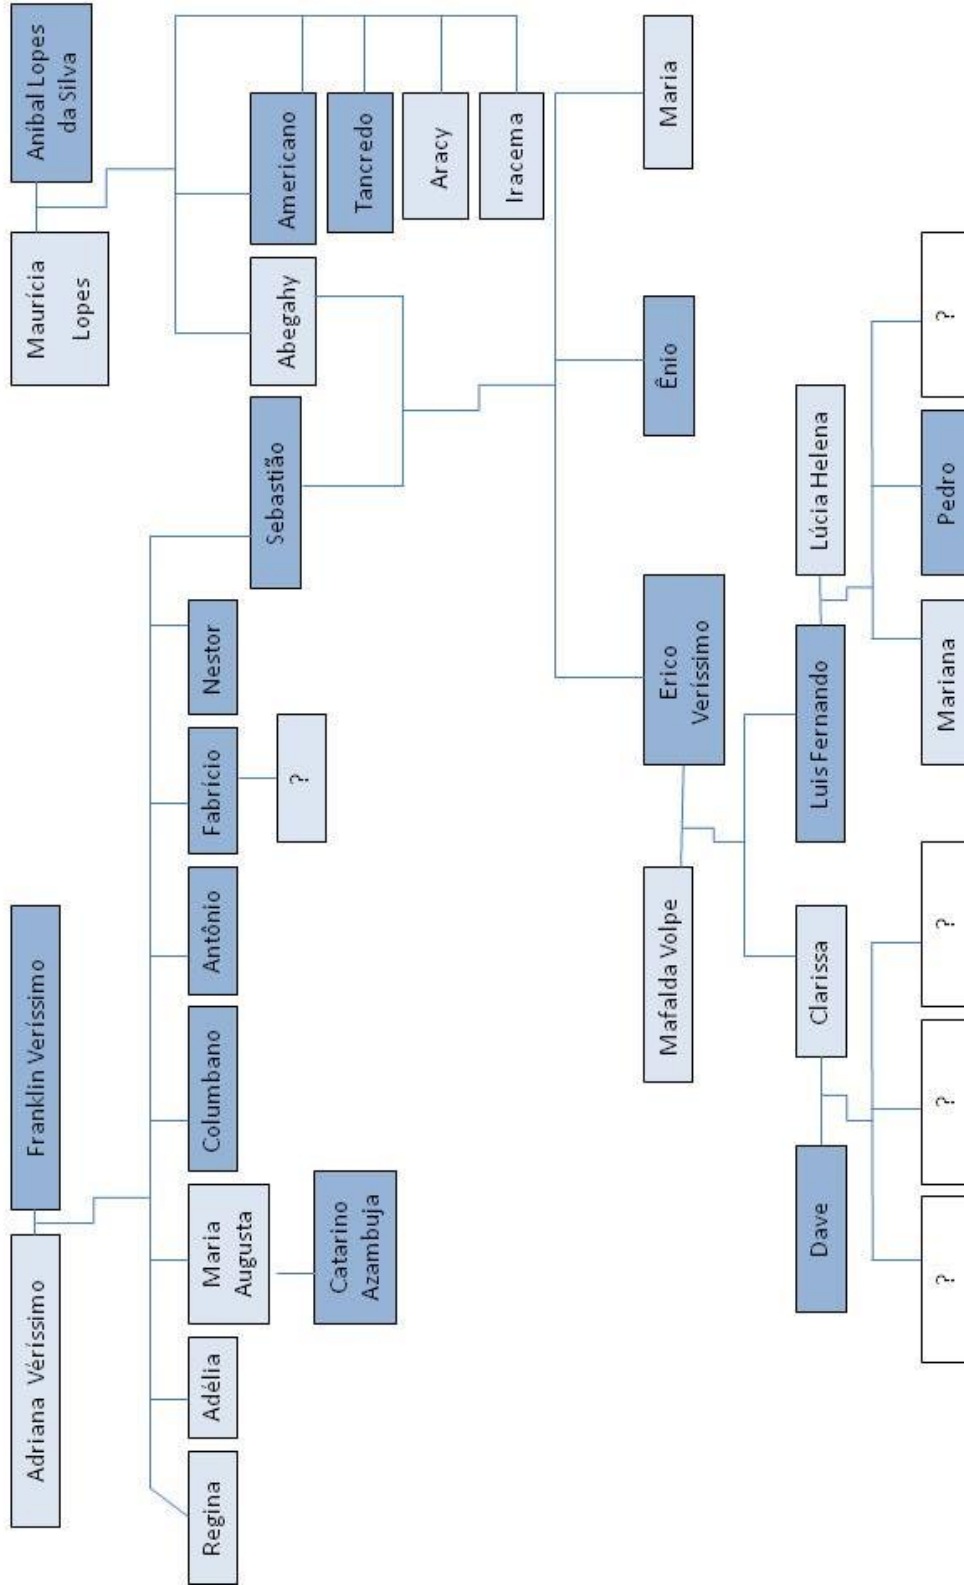 Adriana Véríssimo
Franklin Veríssimo
Maurícia
Lopes
Aníbal Lopes
da Silva
Regina
Adélia
Maria
Augusta
Columbano
Antônio
Fabrício
Nestor
Sebastião
Abegahy
Americano
Tancredo
Aracy
Iracema
Catarino
Azambuja
?
Mafalda Volpe
Erico
Veríssimo
Ênio
Maria
Dave
Clarissa
Luis Fernando
Lúcia Helena
?
?
?
Mariana
Pedro
?